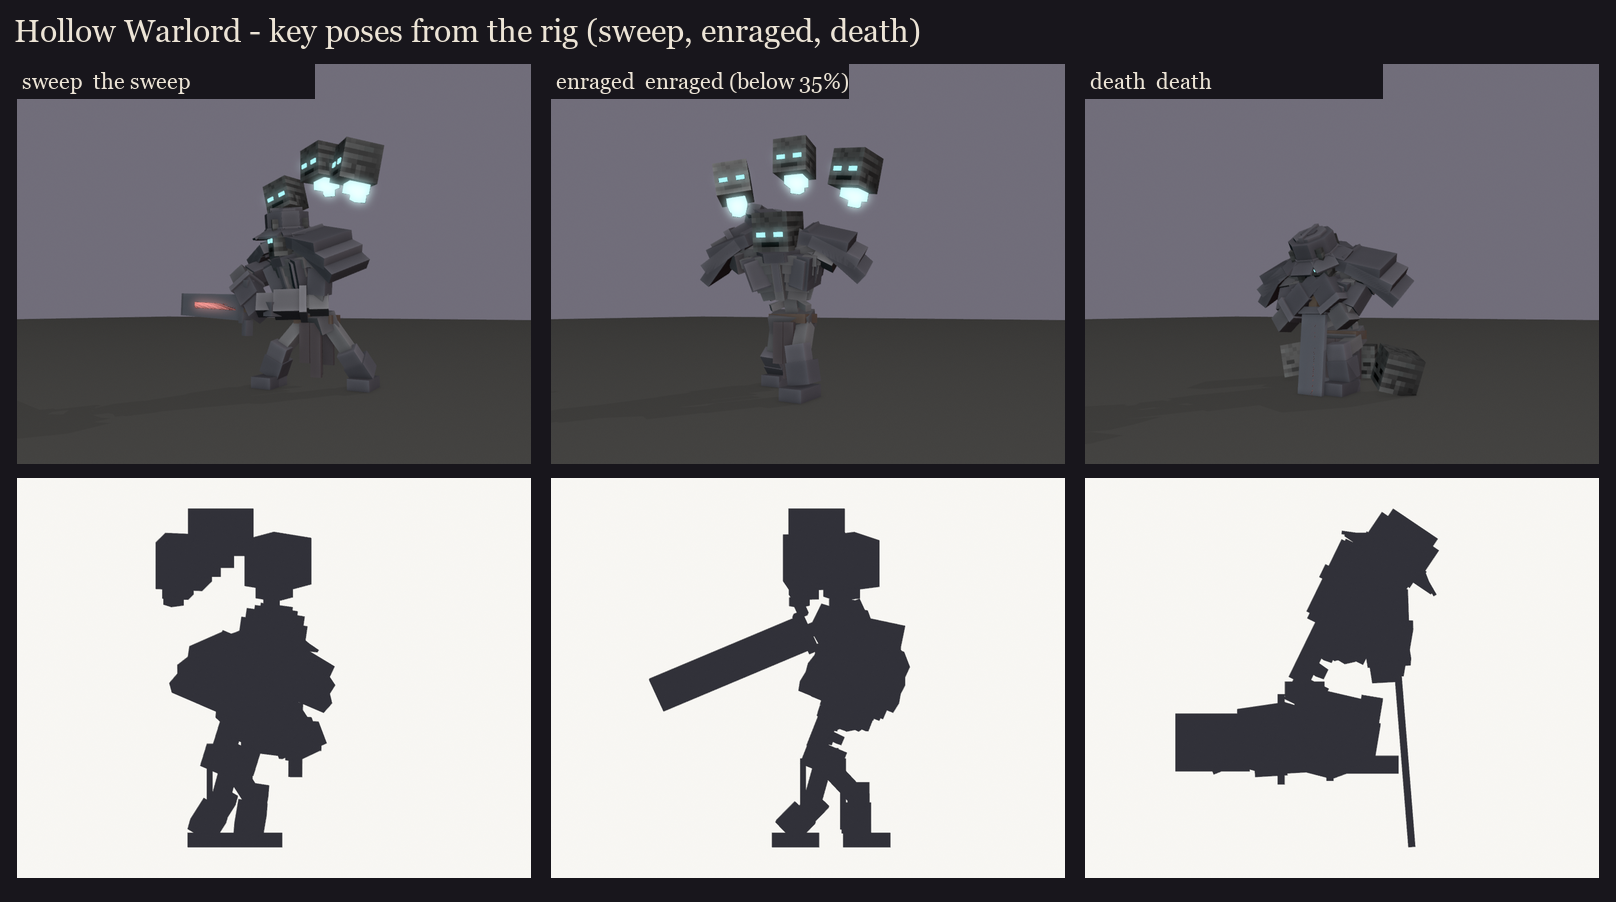 Hollow Warlord - key poses from the rig (sweep, enraged, death)
sweep  the sweep
enraged  enraged (below 35%)
death  death